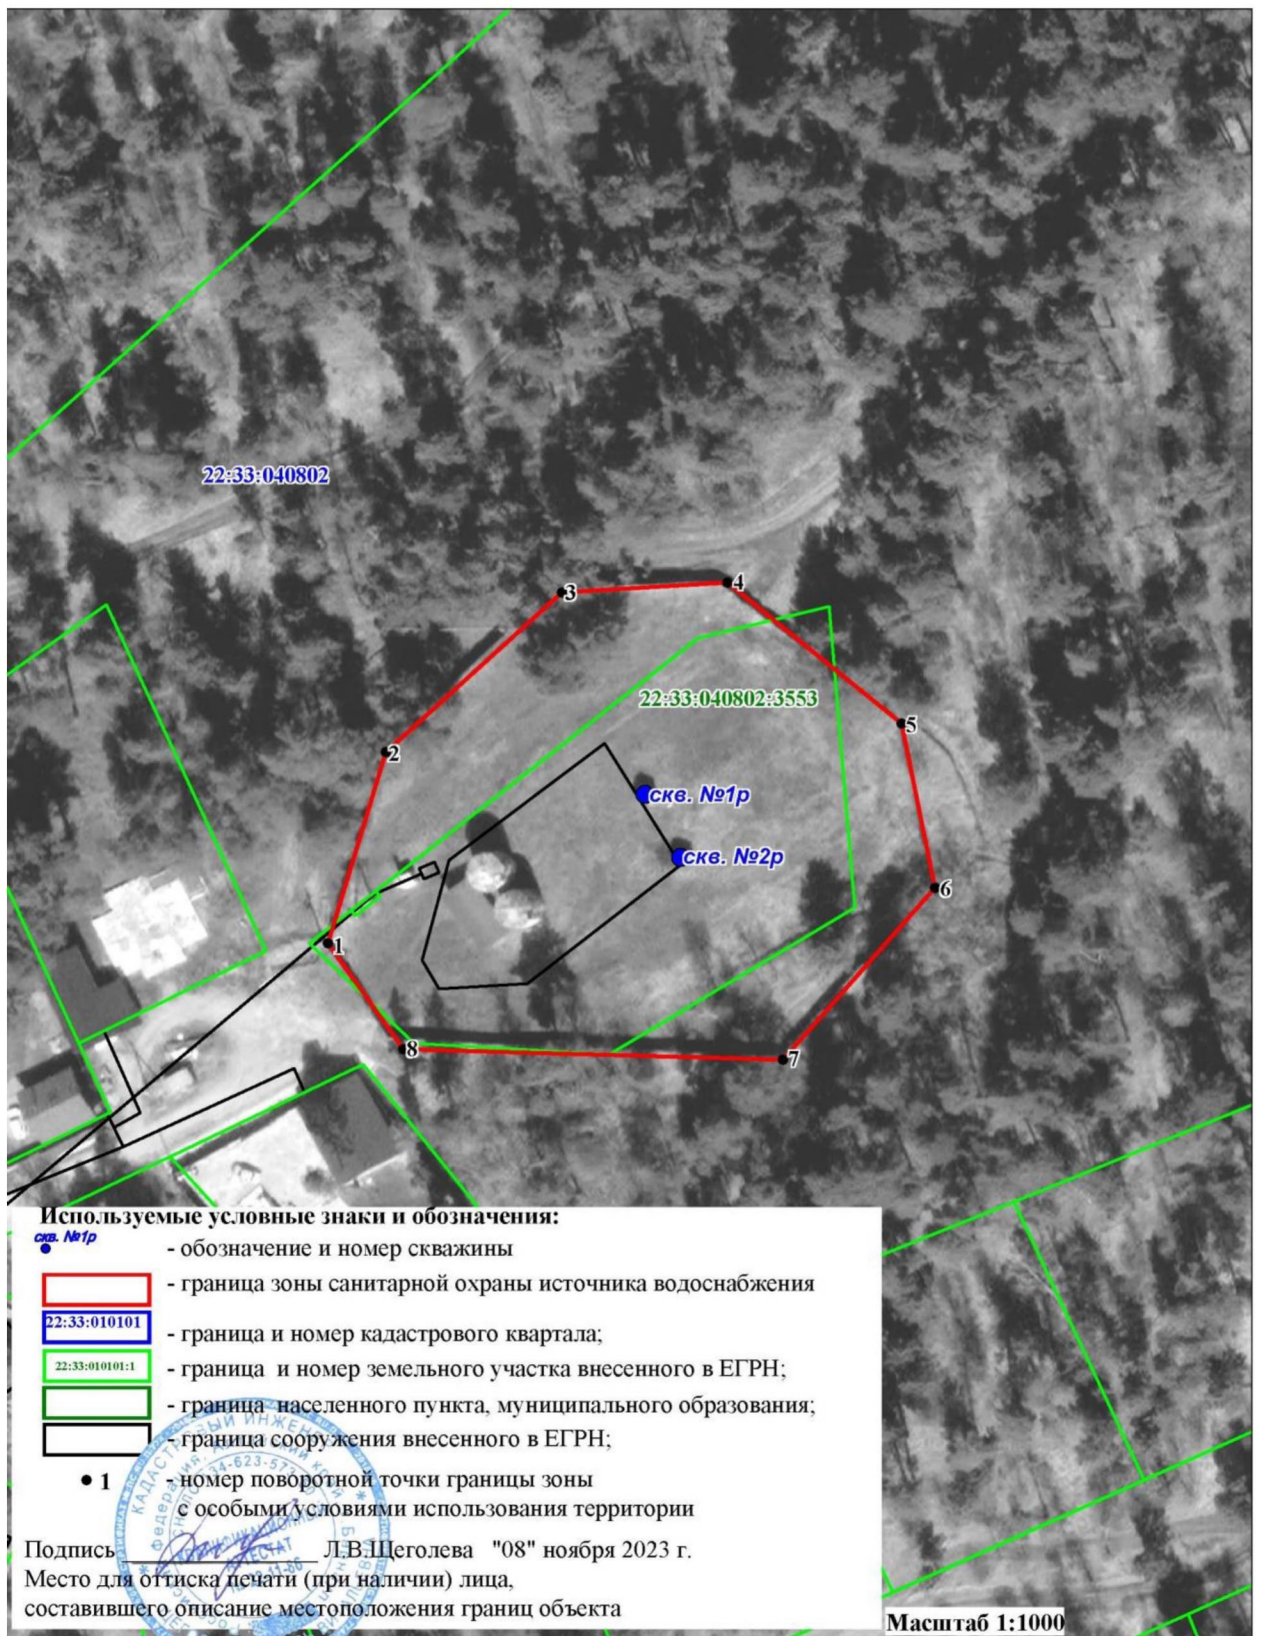 22:33:040802
3
4
22:33:040802:3553
5
2
скв. №1р
скв. №2р
6
1
8
7
Используемые условные знаки и обозначения:
скв. №1р
- обозначение и номер скважины
- граница зоны санитарной охраны источника водоснабжения
22:33:010101
- граница и номер кадастрового квартала;
22:33:010101:1
- граница и номер земельного участка внесенного в ЕГРН;
- граница населенного пункта, муниципального образования;
- граница сооружения внесенного в ЕГРН;
1 - номер поворотной точки границы зоны
с особыми условиями использования территории
Подпись Л.В.Щеголева "08" ноября 2023 г.
Место для оттиска печати (при наличии) лица,
составившего описание местоположения границ объекта
Масштаб 1:1000
КАДАСТРОВЫЙ ИНЖЕНЕР